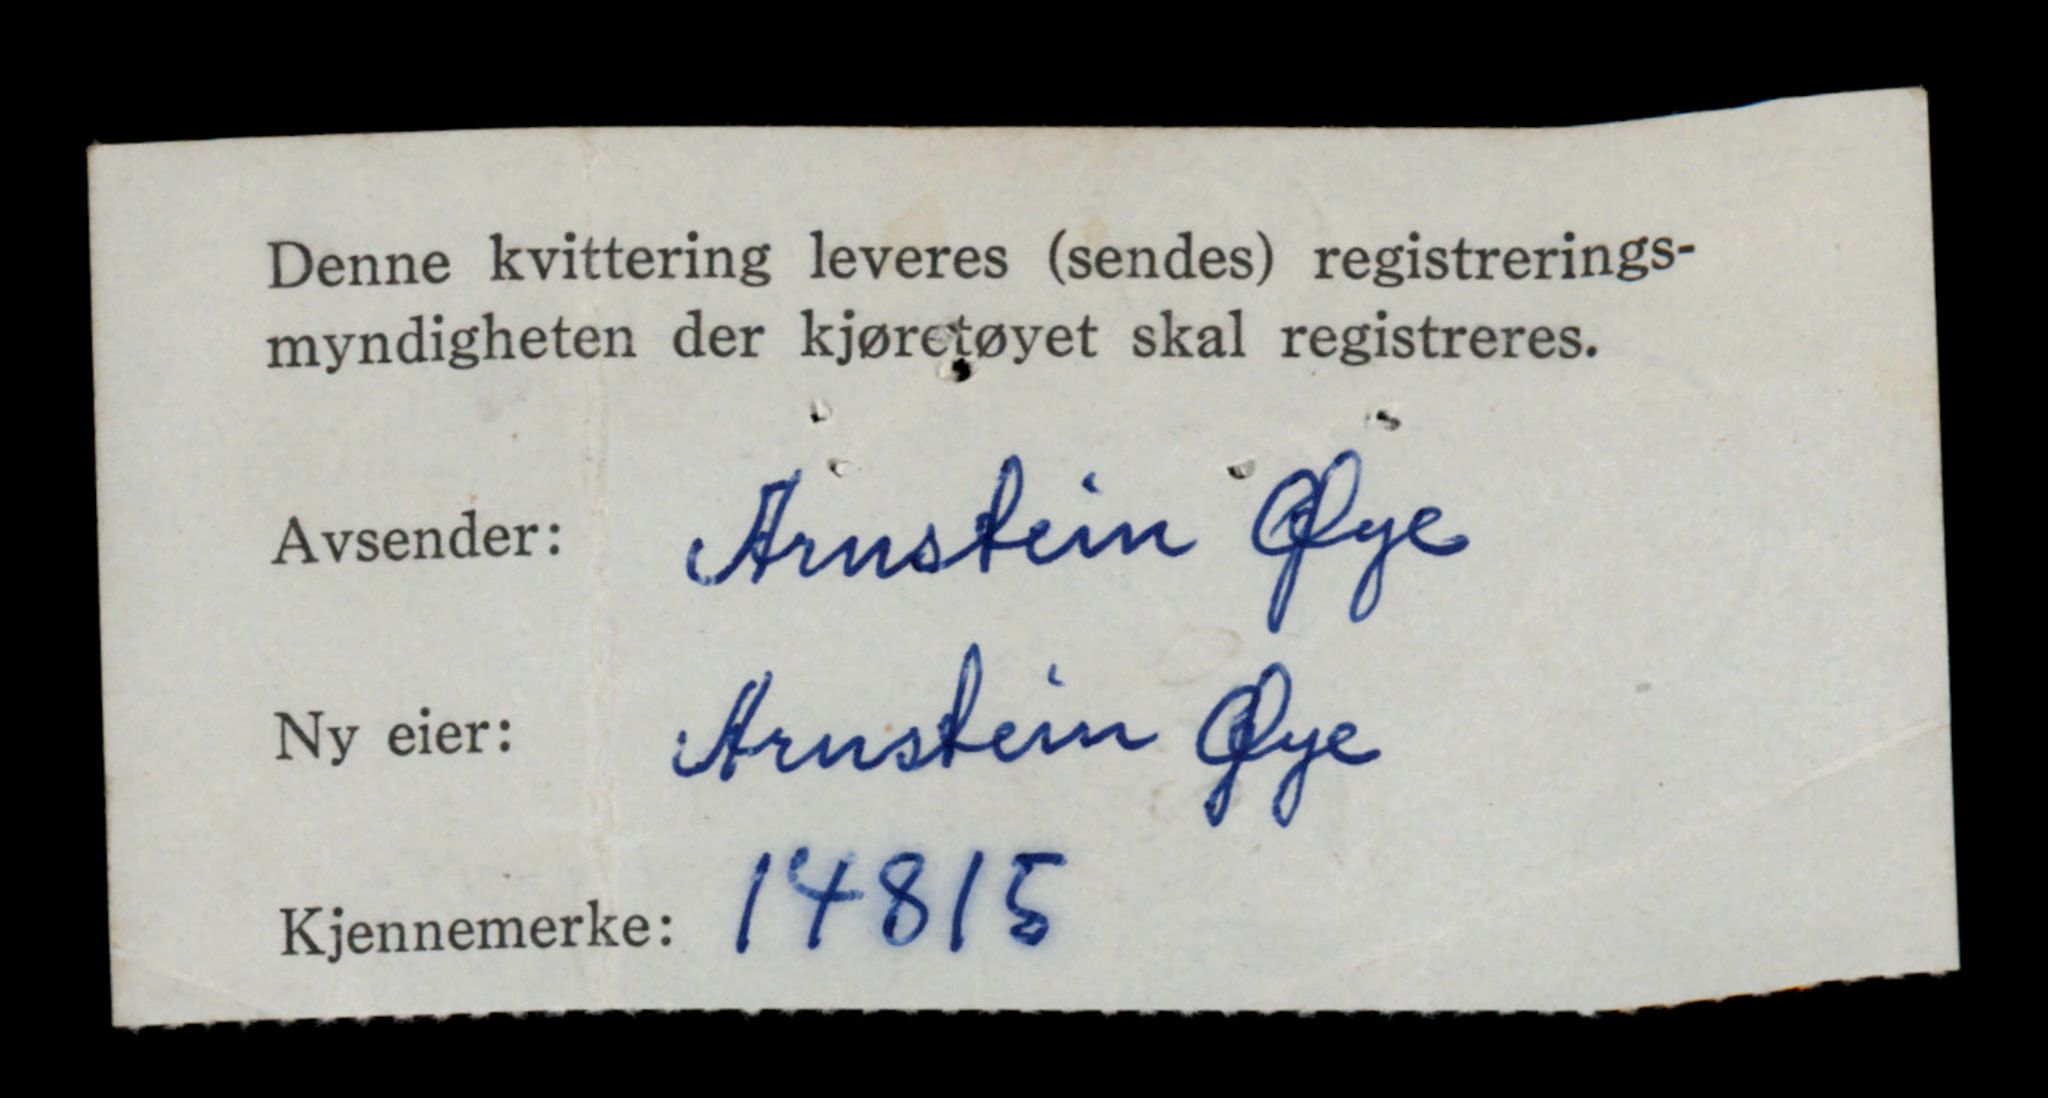 Denne kvittering leveres (sendes) registrerings-
myndigheten der kjøretøyet skal registreres.
Avsender: Arnstein Øye
Ny eier: Arnstein Øye
Kjennemerke: 14815